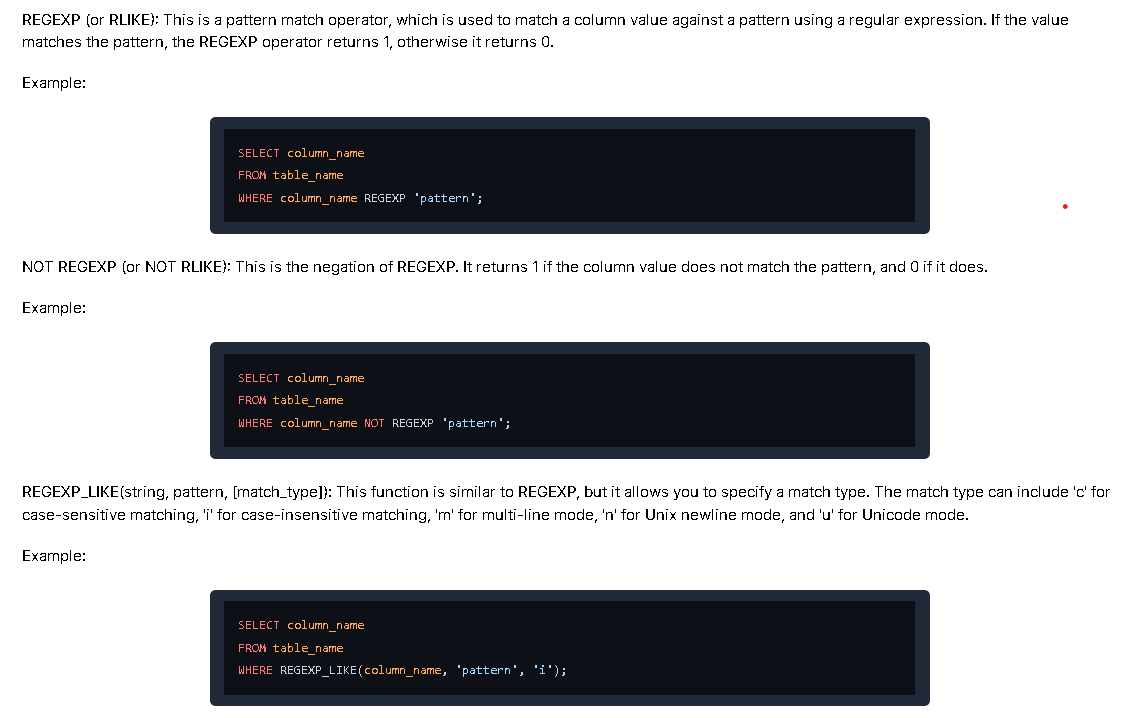 REGEXP (or RLIKE): This is a pattern match operator, which is used to match a column value against a pattern using a regular expression. If the value
matches the pattern, the REGEXP operator returns 1, otherwise it returns 0.
Example:
SELECT column_name
FROM table_name
WHERE column_name REGEXP 'pattern';
NOT REGEXP (or NOT RLIKE): This is the negation of REGEXP. It returns 1 if the column value does not match the pattern, and 0 if it does.
Example:
SELECT column_name
FROM table_name
WHERE column_name NOT REGEXP 'pattern';
REGEXP_LIKE(string, pattern, [match_type]): This function is similar to REGEXP, but it allows you to specify a match type. The match type can include 'c' for
case-sensitive matching, 'i' for case-insensitive matching, 'm' for multi-line mode, 'n' for Unix newline mode, and 'u' for Unicode mode.
Example:
SELECT column_name
FROM table_name
WHERE REGEXP_LIKE(column_name, 'pattern', 'i');